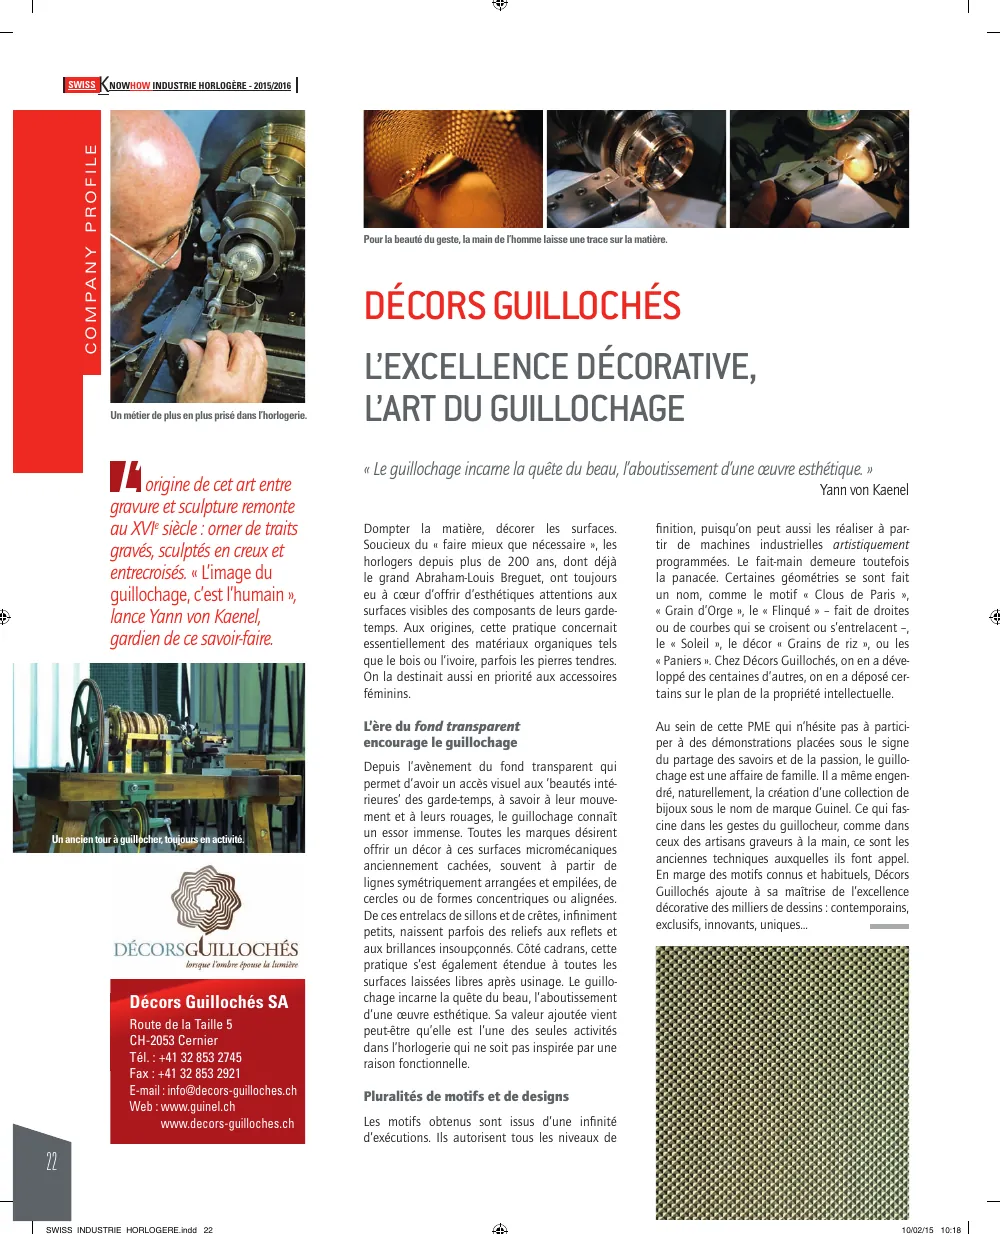 SWISS KNOWHOW INDUSTRIE HORLOGÈRE - 2015/2016
COMPANY PROFILE
Un métier de plus en plus prisé dans l'horlogerie.
L'origine de cet art entre
gravure et sculpture remonte
au XVIe siècle : orner de traits
gravés, sculptés en creux et
entrecroisés. « L'image du
guillochage, c'est l'humain »,
lance Yann von Kaenel,
gardien de ce savoir-faire.
Un ancien tour à guillocher, toujours en activité.
DÉCORSGUILLOCHÉS
lorsque l'ombre épouse la lumière
Décors Guillochés SA
Route de la Taille 5
CH-2053 Cernier
Tél. : +41 32 853 2745
Fax : +41 32 853 2921
E-mail : info@decors-guilloches.ch
Web : www.guinel.ch
www.decors-guilloches.ch
Pour la beauté du geste, la main de l'homme laisse une trace sur la matière.
DÉCORS GUILLOCHÉS
L'EXCELLENCE DÉCORATIVE,
L'ART DU GUILLOCHAGE
« Le guillochage incarne la quête du beau, l'aboutissement d'une œuvre esthétique. »
Yann von Kaenel
Dompter la matière, décorer les surfaces.
Soucieux du « faire mieux que nécessaire », les
horlogers depuis plus de 200 ans, dont déjà
le grand Abraham-Louis Breguet, ont toujours
eu à cœur d'offrir d'esthétiques attentions aux
surfaces visibles des composants de leurs garde-
temps. Aux origines, cette pratique concernait
essentiellement des matériaux organiques tels
que le bois ou l'ivoire, parfois les pierres tendres.
On la destinait aussi en priorité aux accessoires
féminins.
L'ère du fond transparent
encourage le guillochage
Depuis l'avènement du fond transparent qui
permet d'avoir un accès visuel aux 'beautés inté-
rieures' des garde-temps, à savoir à leur mouve-
ment et à leurs rouages, le guillochage connaît
un essor immense. Toutes les marques désirent
offrir un décor à ces surfaces micromécaniques
anciennement cachées, souvent à partir de
lignes symétriquement arrangées et empilées, de
cercles ou de formes concentriques ou alignées.
De ces entrelacs de sillons et de crêtes, infiniment
petits, naissent parfois des reliefs aux reflets et
aux brillances insoupçonnés. Côté cadrans, cette
pratique s'est également étendue à toutes les
surfaces laissées libres après usinage. Le guillo-
chage incarne la quête du beau, l'aboutissement
d'une œuvre esthétique. Sa valeur ajoutée vient
peut-être qu'elle est l'une des seules activités
dans l'horlogerie qui ne soit pas inspirée par une
raison fonctionnelle.
Pluralités de motifs et de designs
Les motifs obtenus sont issus d'une infinité
d'exécutions. Ils autorisent tous les niveaux de
finition, puisqu'on peut aussi les réaliser à par-
tir de machines industrielles artistiquement
programmées. Le fait-main demeure toutefois
la panacée. Certaines géométries se sont fait
un nom, comme le motif « Clous de Paris »,
« Grain d'Orge », le « Flinqué » – fait de droites
ou de courbes qui se croisent ou s'entrelacent –,
le « Soleil », le décor « Grains de riz », ou les
« Paniers ». Chez Décors Guillochés, on en a déve-
loppé des centaines d'autres, on en a déposé cer-
tains sur le plan de la propriété intellectuelle.
Au sein de cette PME qui n'hésite pas à partici-
per à des démonstrations placées sous le signe
du partage des savoirs et de la passion, le guillo-
chage est une affaire de famille. Il a même engen-
dré, naturellement, la création d'une collection de
bijoux sous le nom de marque Guinel. Ce qui fas-
cine dans les gestes du guillocheur, comme dans
ceux des artisans graveurs à la main, ce sont les
anciennes techniques auxquelles ils font appel.
En marge des motifs connus et habituels, Décors
Guillochés ajoute à sa maîtrise de l'excellence
décorative des milliers de dessins : contemporains,
exclusifs, innovants, uniques...
22
SWISS_INDUSTRIE_HORLOGERE.indd 22
10/02/15 10:18